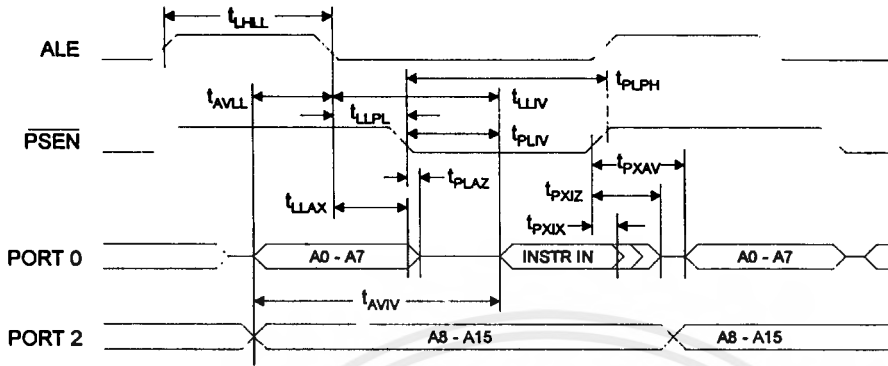 tLHLL
ALE
tPLPH
tAVLL
tLLIV
tLLPL
PSEN
tPLIV
tPXAV
tPLAZ
tPXIZ
tLLAX
tPXIX
PORT 0
A0 - A7
INSTR IN
A0 - A7
tAVIV
PORT 2
A8 - A15
A8 - A15